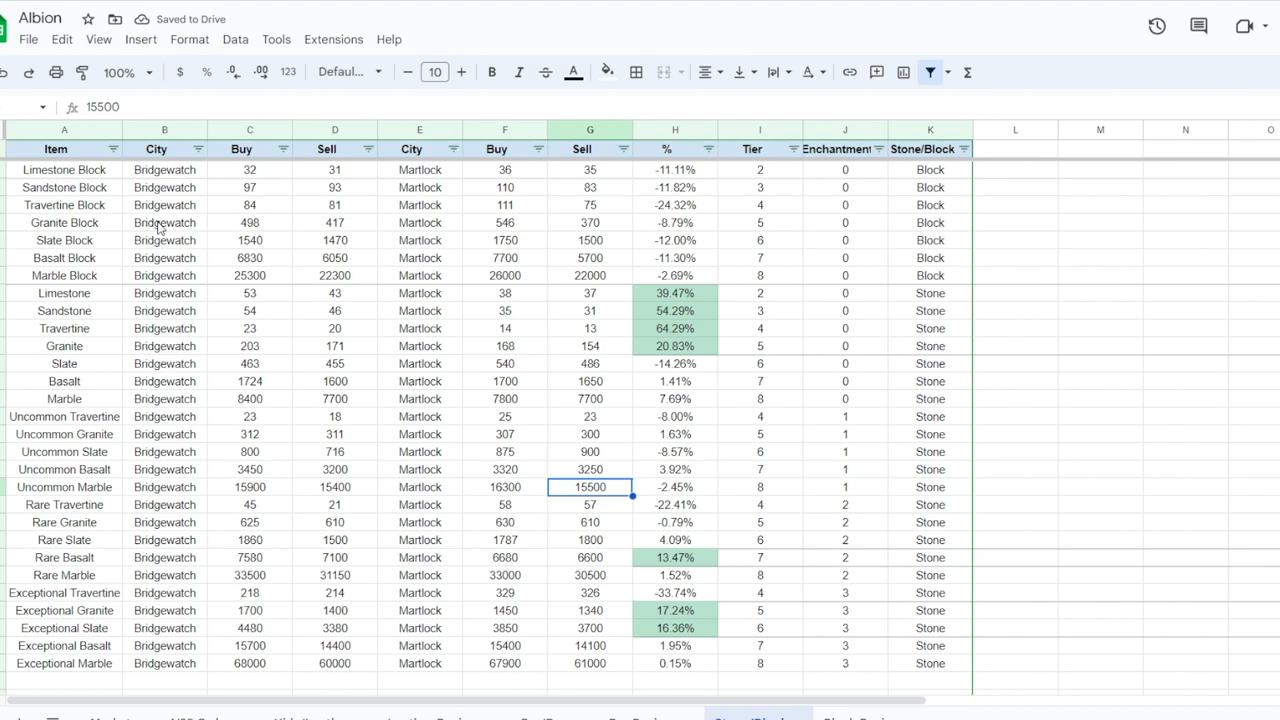 Albion Saved to Drive
File Edit View Insert Format Data Tools Extensions Help
100% $ % .0 .00 123 Defaul... 10 B I S A
fx 15500
A B C D E F G H I J K L M N O
Item City Buy Sell City Buy Sell % Tier Enchantment Stone/Block
Limestone Block Bridgewatch 32 31 Martlock 36 35 -11.11% 2 0 Block
Sandstone Block Bridgewatch 97 93 Martlock 110 83 -11.82% 3 0 Block
Travertine Block Bridgewatch 84 81 Martlock 111 75 -24.32% 4 0 Block
Granite Block Bridgewatch 498 417 Martlock 546 370 -8.79% 5 0 Block
Slate Block Bridgewatch 1540 1470 Martlock 1750 1500 -12.00% 6 0 Block
Basalt Block Bridgewatch 6830 6050 Martlock 7700 5700 -11.30% 7 0 Block
Marble Block Bridgewatch 25300 22300 Martlock 26000 22000 -2.69% 8 0 Block
Limestone Bridgewatch 53 43 Martlock 38 37 39.47% 2 0 Stone
Sandstone Bridgewatch 54 46 Martlock 35 31 54.29% 3 0 Stone
Travertine Bridgewatch 23 20 Martlock 14 13 64.29% 4 0 Stone
Granite Bridgewatch 203 171 Martlock 168 154 20.83% 5 0 Stone
Slate Bridgewatch 463 455 Martlock 540 486 -14.26% 6 0 Stone
Basalt Bridgewatch 1724 1600 Martlock 1700 1650 1.41% 7 0 Stone
Marble Bridgewatch 8400 7700 Martlock 7800 7700 7.69% 8 0 Stone
Uncommon Travertine Bridgewatch 23 18 Martlock 25 23 -8.00% 4 1 Stone
Uncommon Granite Bridgewatch 312 311 Martlock 307 300 1.63% 5 1 Stone
Uncommon Slate Bridgewatch 800 716 Martlock 875 900 -8.57% 6 1 Stone
Uncommon Basalt Bridgewatch 3450 3200 Martlock 3320 3250 3.92% 7 1 Stone
Uncommon Marble Bridgewatch 15900 15400 Martlock 16300 15500 -2.45% 8 1 Stone
Rare Travertine Bridgewatch 45 21 Martlock 58 57 -22.41% 4 2 Stone
Rare Granite Bridgewatch 625 610 Martlock 630 610 -0.79% 5 2 Stone
Rare Slate Bridgewatch 1860 1500 Martlock 1787 1800 4.09% 6 2 Stone
Rare Basalt Bridgewatch 7580 7100 Martlock 6680 6600 13.47% 7 2 Stone
Rare Marble Bridgewatch 33500 31150 Martlock 33000 30500 1.52% 8 2 Stone
Exceptional Travertine Bridgewatch 218 214 Martlock 329 326 -33.74% 4 3 Stone
Exceptional Granite Bridgewatch 1700 1400 Martlock 1450 1340 17.24% 5 3 Stone
Exceptional Slate Bridgewatch 4480 3380 Martlock 3850 3700 16.36% 6 3 Stone
Exceptional Basalt Bridgewatch 15700 14400 Martlock 15400 14100 1.95% 7 3 Stone
Exceptional Marble Bridgewatch 68000 60000 Martlock 67900 61000 0.15% 8 3 Stone